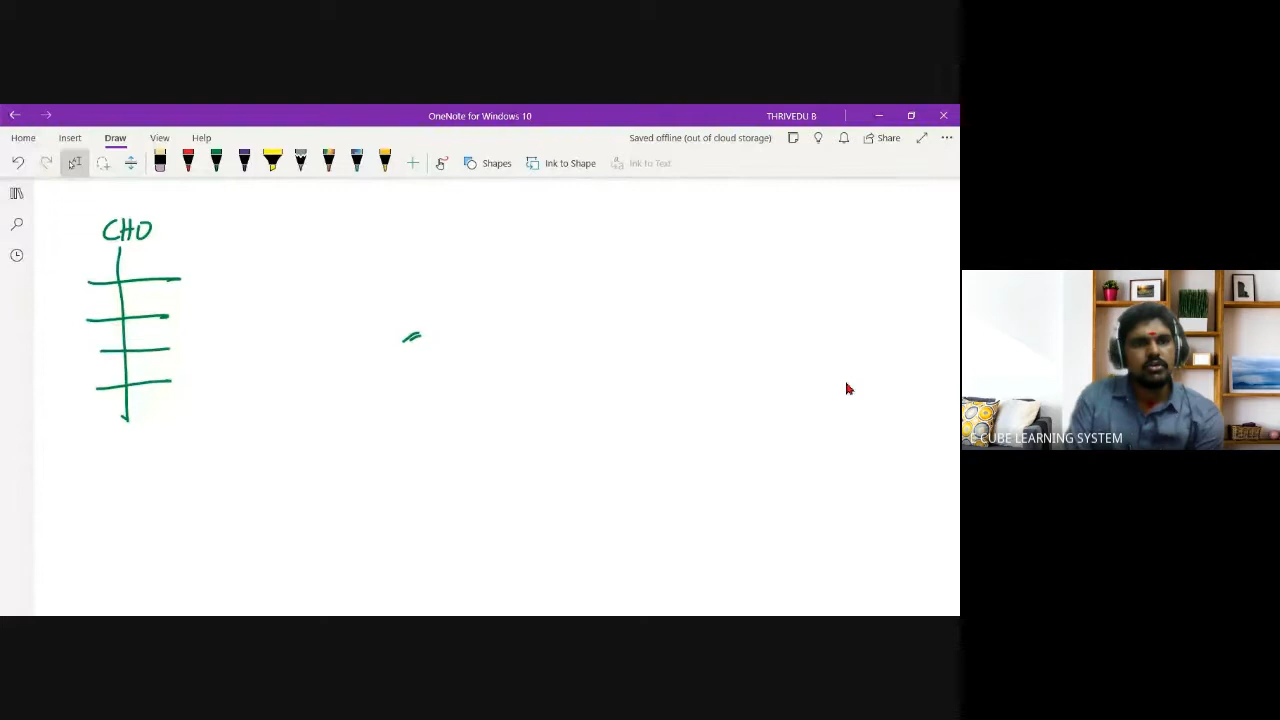 OneNote for Windows 10
THRIVEDU B
Home Insert Draw View Help
Saved offline (out of cloud storage)
Share
Shapes
Ink to Shape
Ink to Text
CHO
E CUBE LEARNING SYSTEM